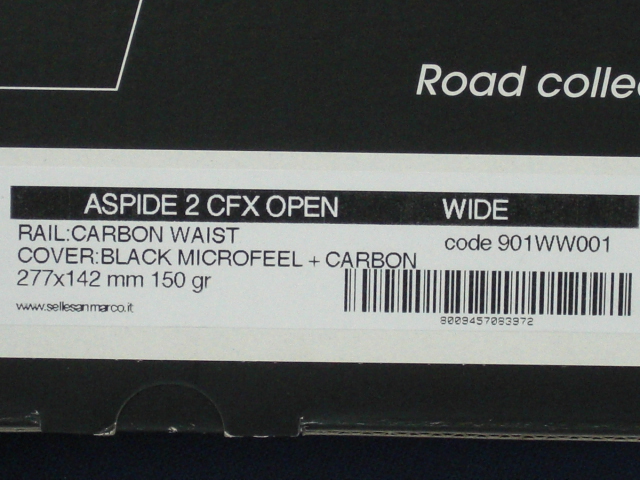 Road collec
ASPIDE 2 CFX OPEN WIDE
RAIL:CARBON WAIST code 901WW001
COVER:BLACK MICROFEEL + CARBON
277x142 mm 150 gr
www.sellesanmarco.it
8009457083972